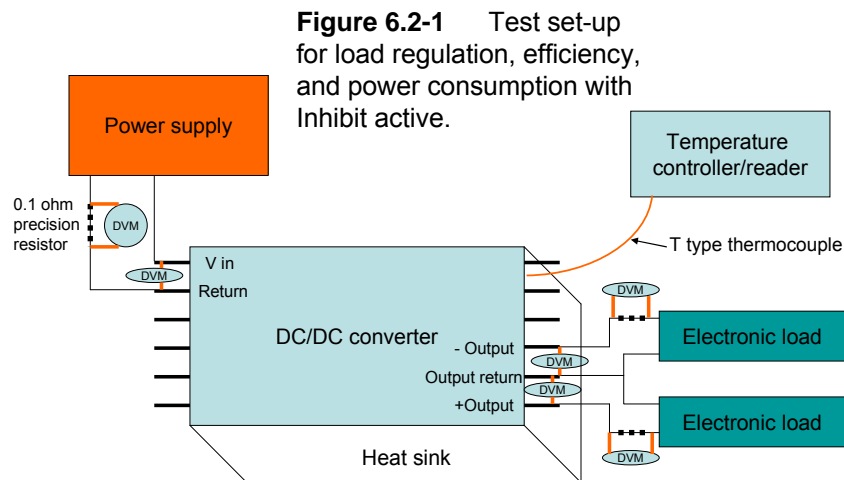 Figure 6.2-1 Test set-up
for load regulation, efficiency,
and power consumption with
Inhibit active.
Power supply
Temperature
controller/reader
0.1 ohm
precision
resistor
DVM
T type thermocouple
V in
DVM
Return
DVM
DC/DC converter
Electronic load
- Output
DVM
Output return
DVM
+Output
Electronic load
Heat sink
DVM